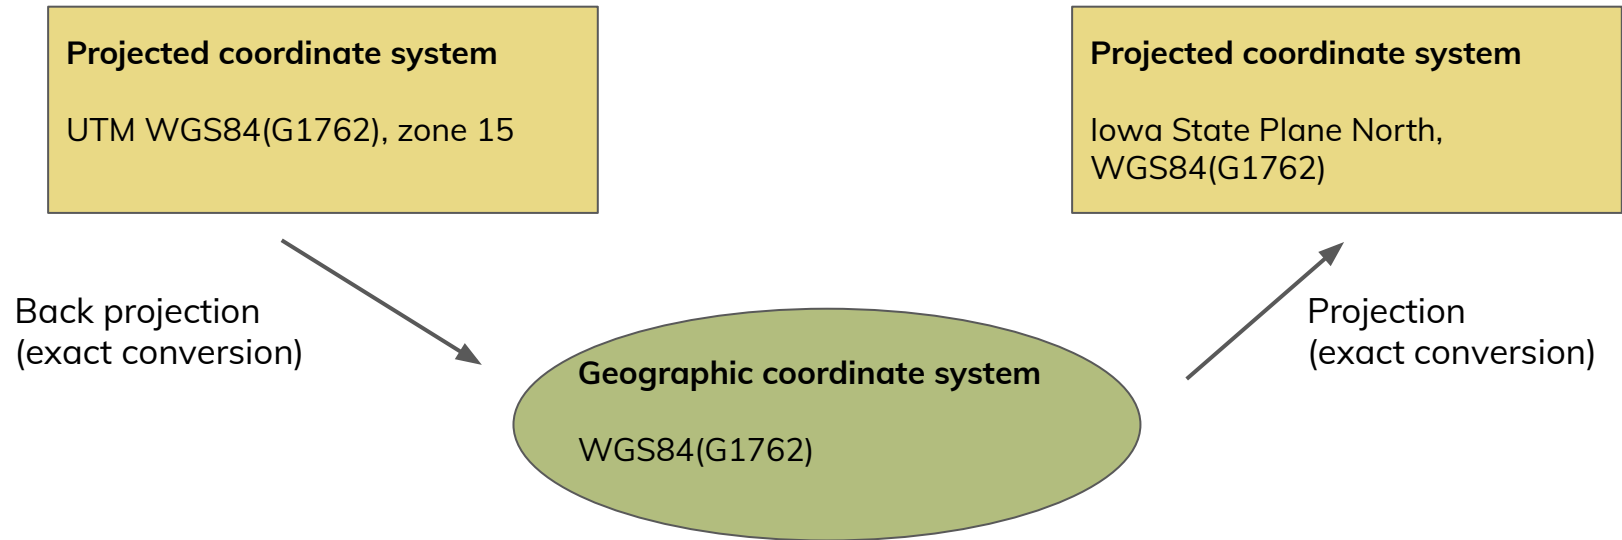 Projected coordinate system
UTM WGS84(G1762), zone 15
Projected coordinate system
Iowa State Plane North,
WGS84(G1762)
Back projection
(exact conversion)
Geographic coordinate system
WGS84(G1762)
Projection
(exact conversion)